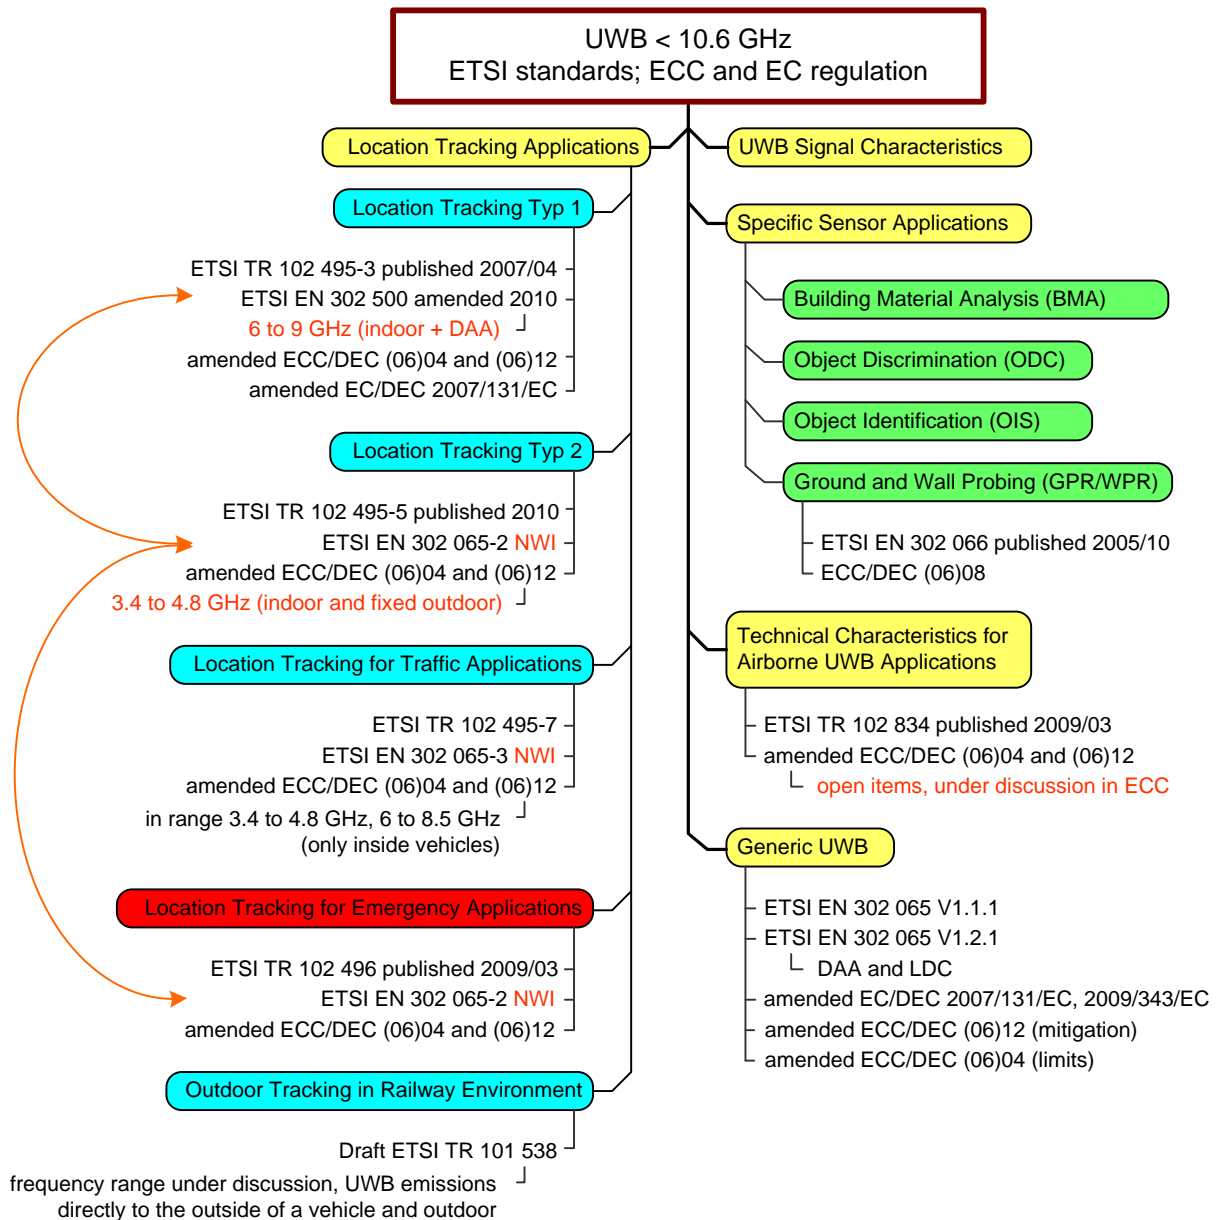 UWB < 10.6 GHz
ETSI standards; ECC and EC regulation
Location Tracking Applications
Location Tracking Typ 1
ETSI TR 102 495-3 published 2007/04
ETSI EN 302 500 amended 2010
6 to 9 GHz (indoor + DAA)
amended ECC/DEC (06)04 and (06)12
amended EC/DEC 2007/131/EC
Location Tracking Typ 2
ETSI TR 102 495-5 published 2010
ETSI EN 302 065-2 NWI
amended ECC/DEC (06)04 and (06)12
3.4 to 4.8 GHz (indoor and fixed outdoor)
Location Tracking for Traffic Applications
ETSI TR 102 495-7
ETSI EN 302 065-3 NWI
amended ECC/DEC (06)04 and (06)12
in range 3.4 to 4.8 GHz, 6 to 8.5 GHz
(only inside vehicles)
Location Tracking for Emergency Applications
ETSI TR 102 496 published 2009/03
ETSI EN 302 065-2 NWI
amended ECC/DEC (06)04 and (06)12
Outdoor Tracking in Railway Environment
Draft ETSI TR 101 538
frequency range under discussion, UWB emissions
directly to the outside of a vehicle and outdoor
UWB Signal Characteristics
Specific Sensor Applications
Building Material Analysis (BMA)
Object Discrimination (ODC)
Object Identification (OIS)
Ground and Wall Probing (GPR/WPR)
ETSI EN 302 066 published 2005/10
ECC/DEC (06)08
Technical Characteristics for
Airborne UWB Applications
ETSI TR 102 834 published 2009/03
amended ECC/DEC (06)04 and (06)12
open items, under discussion in ECC
Generic UWB
ETSI EN 302 065 V1.1.1
ETSI EN 302 065 V1.2.1
DAA and LDC
amended EC/DEC 2007/131/EC, 2009/343/EC
amended ECC/DEC (06)12 (mitigation)
amended ECC/DEC (06)04 (limits)